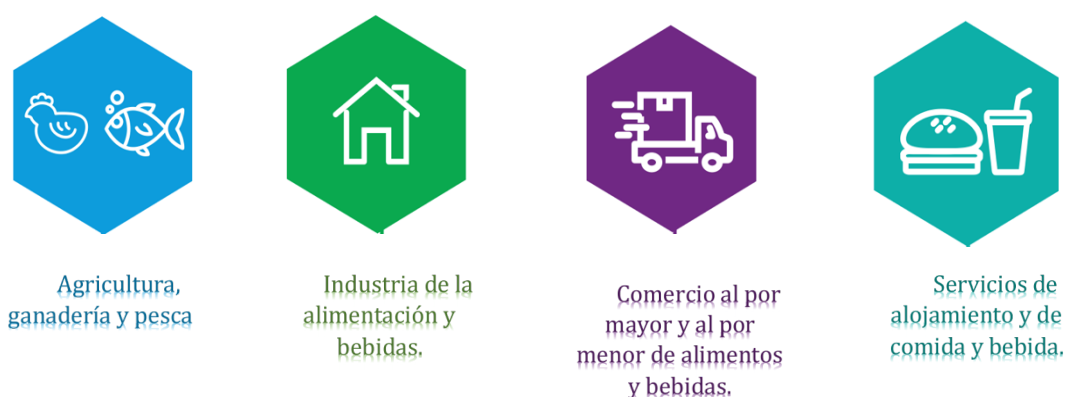 Agricultura,
ganadería y pesca
Industria de la
alimentación y
bebidas.
Comercio al por
mayor y al por
menor de alimentos
y bebidas.
Servicios de
alojamiento y de
comida y bebida.